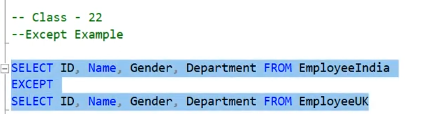 -- Class - 22
--Except Example
SELECT ID, Name, Gender, Department FROM EmployeeIndia
EXCEPT
SELECT ID, Name, Gender, Department FROM EmployeeUK